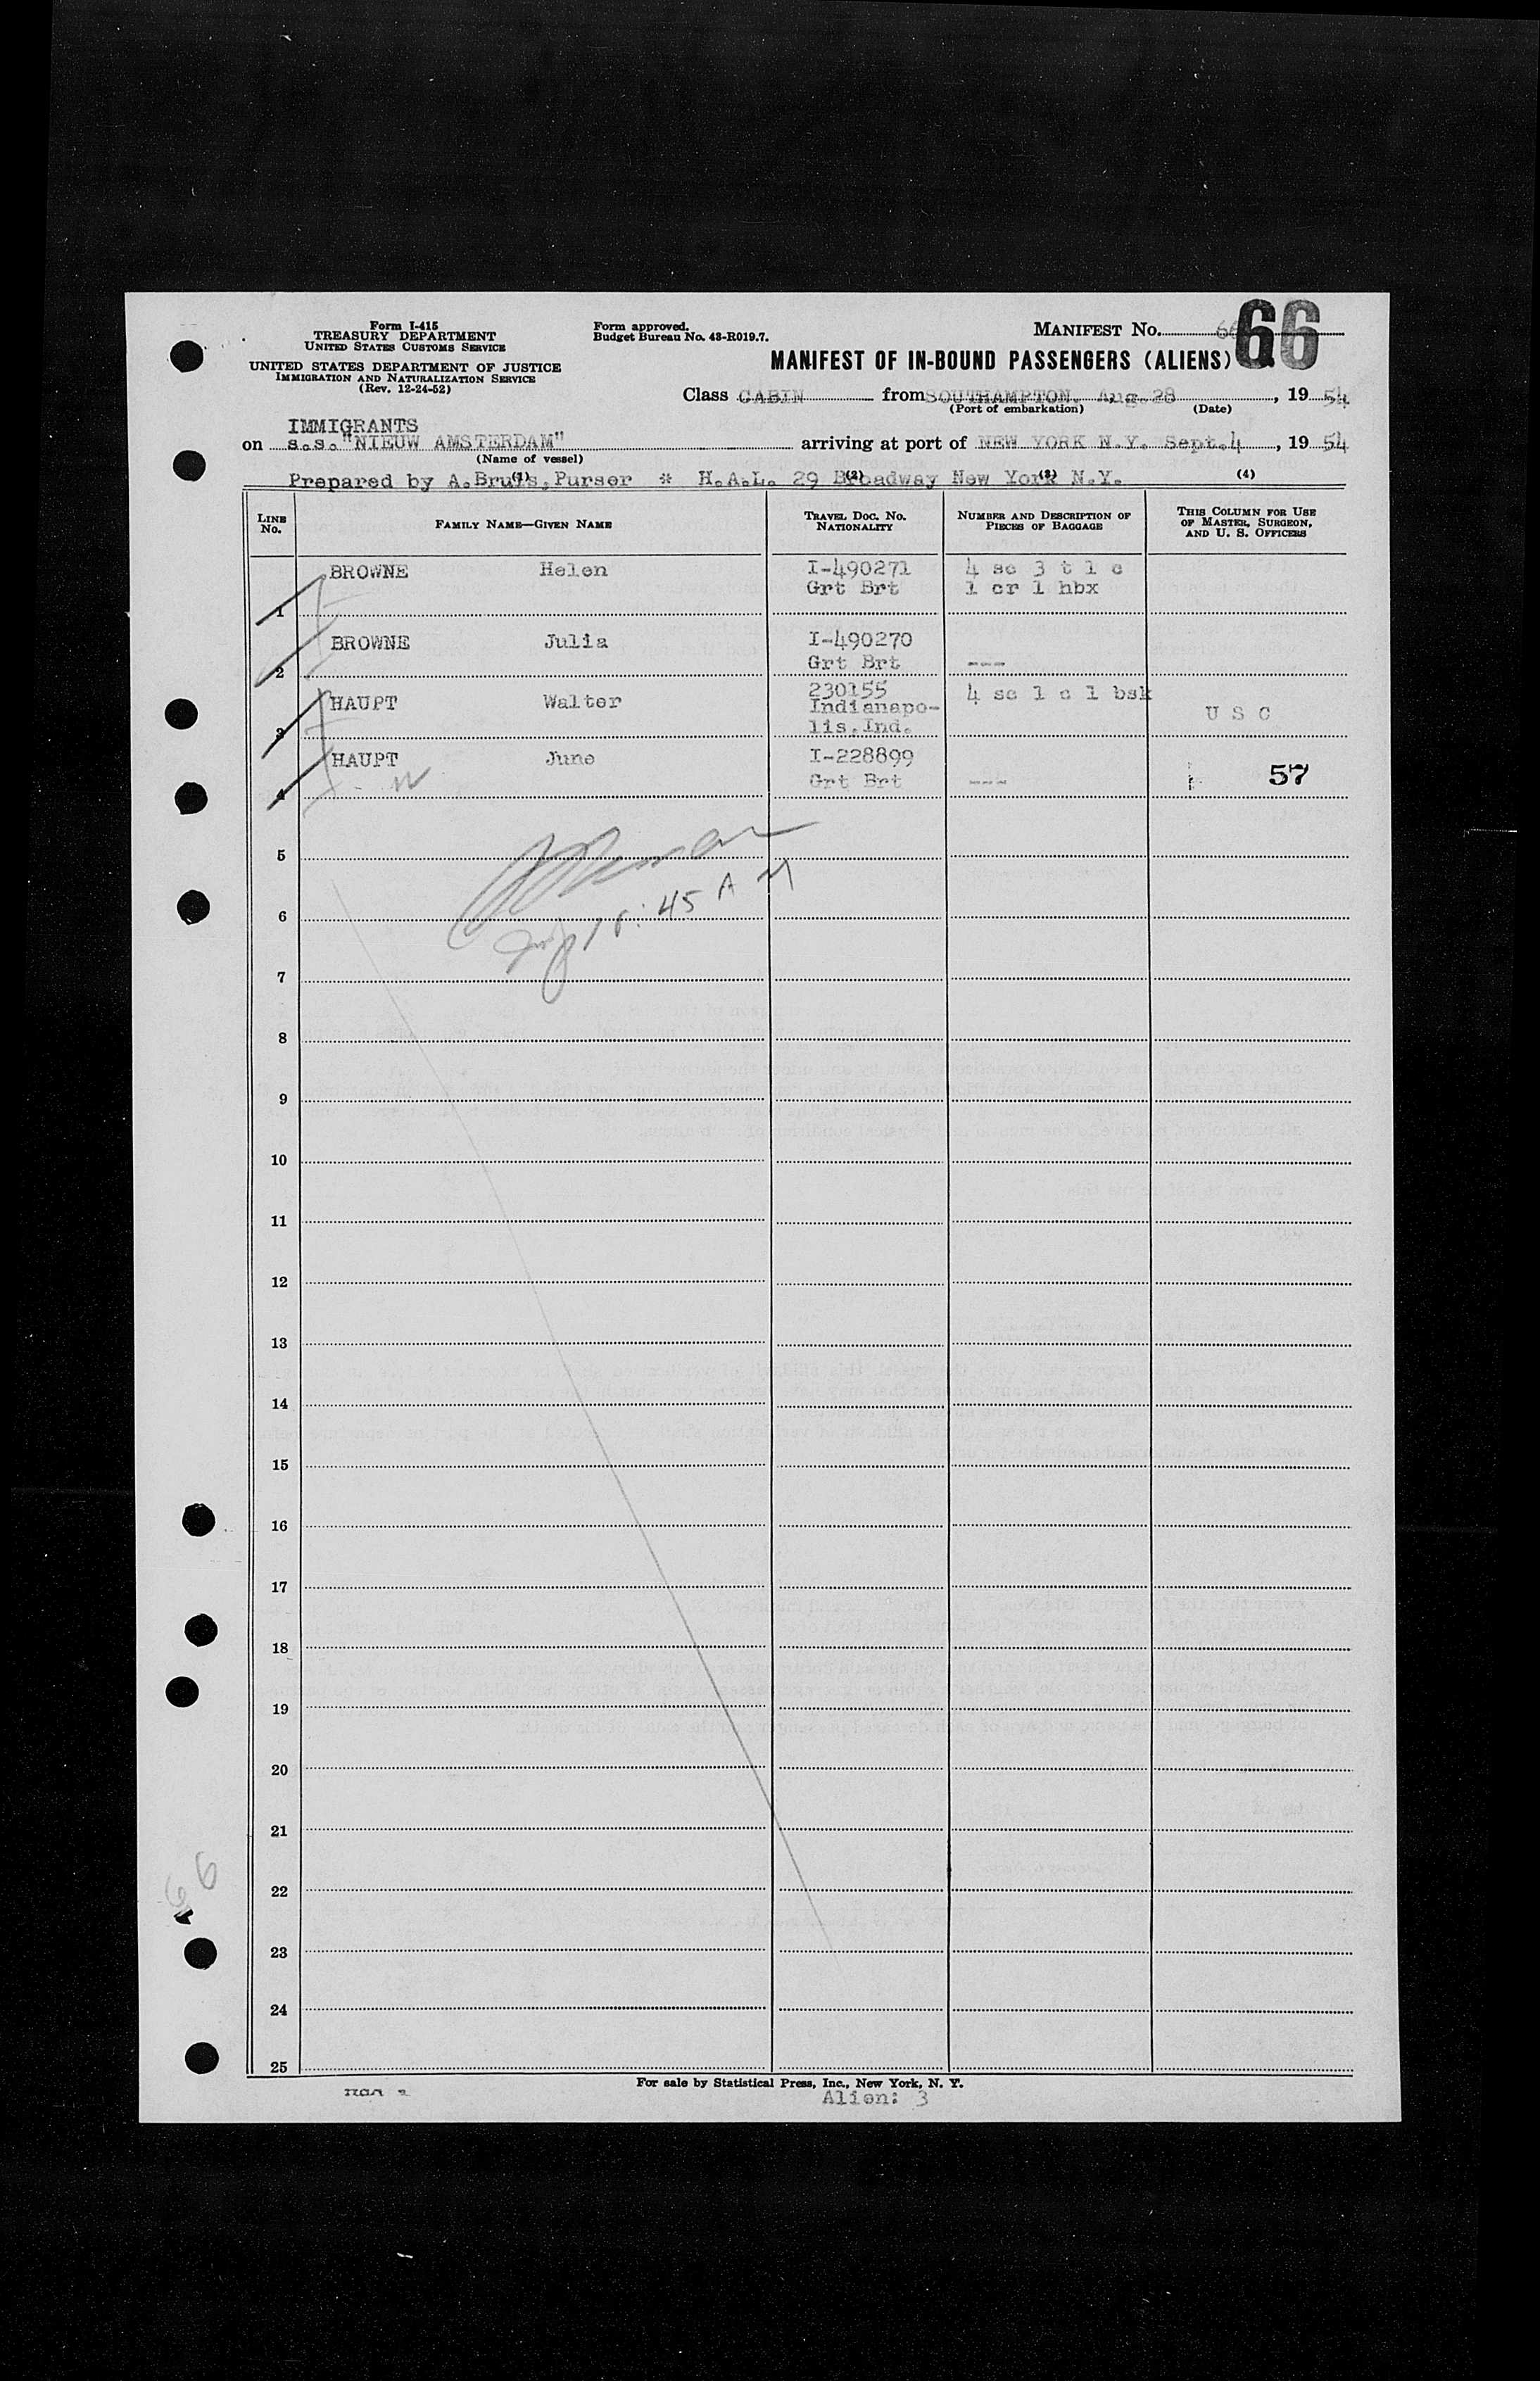 Form I-415
TREASURY DEPARTMENT
UNITED STATES CUSTOMS SERVICE
UNITED STATES DEPARTMENT OF JUSTICE
IMMIGRATION AND NATURALIZATION SERVICE
(Rev. 12-24-52)
Form approved.
Budget Bureau No. 43-R019.7.
MANIFEST No. 66
66
MANIFEST OF IN-BOUND PASSENGERS (ALIENS)
Class CABIN from SOUTHAMPTON, Aug.28, 1954
(Port of embarkation) (Date)
IMMIGRANTS
on s.s. "NIEUW AMSTERDAM" arriving at port of NEW YORK N.Y. Sept.4, 1954
(Name of vessel)
Prepared by A.Bruïs, Purser * H.A.L. 29 Broadway New York N.Y.
(1) (2) (3) (4)
LINE No. FAMILY NAME—GIVEN NAME TRAVEL DOC. NO. NATIONALITY NUMBER AND DESCRIPTION OF PIECES OF BAGGAGE THIS COLUMN FOR USE OF MASTER, SURGEON, AND U. S. OFFICERS
1 BROWNE Helen I-490271 4 sc 3 t 1 c
Grt Brt 1 cr 1 hbx
2 BROWNE Julia I-490270
Grt Brt ---
3 HAUPT Walter 230155 4 sc 1 c 1 bsk
Indianapo-
lis.Ind. U S C
4 HAUPT June I-228899
Grt Brt --- 57
5
6
45 A M
7
8
9
10
11
12
13
14
15
16
17
18
19
20
21
22
23
24
25
66
For sale by Statistical Press, Inc., New York, N. Y.
Alien: 3